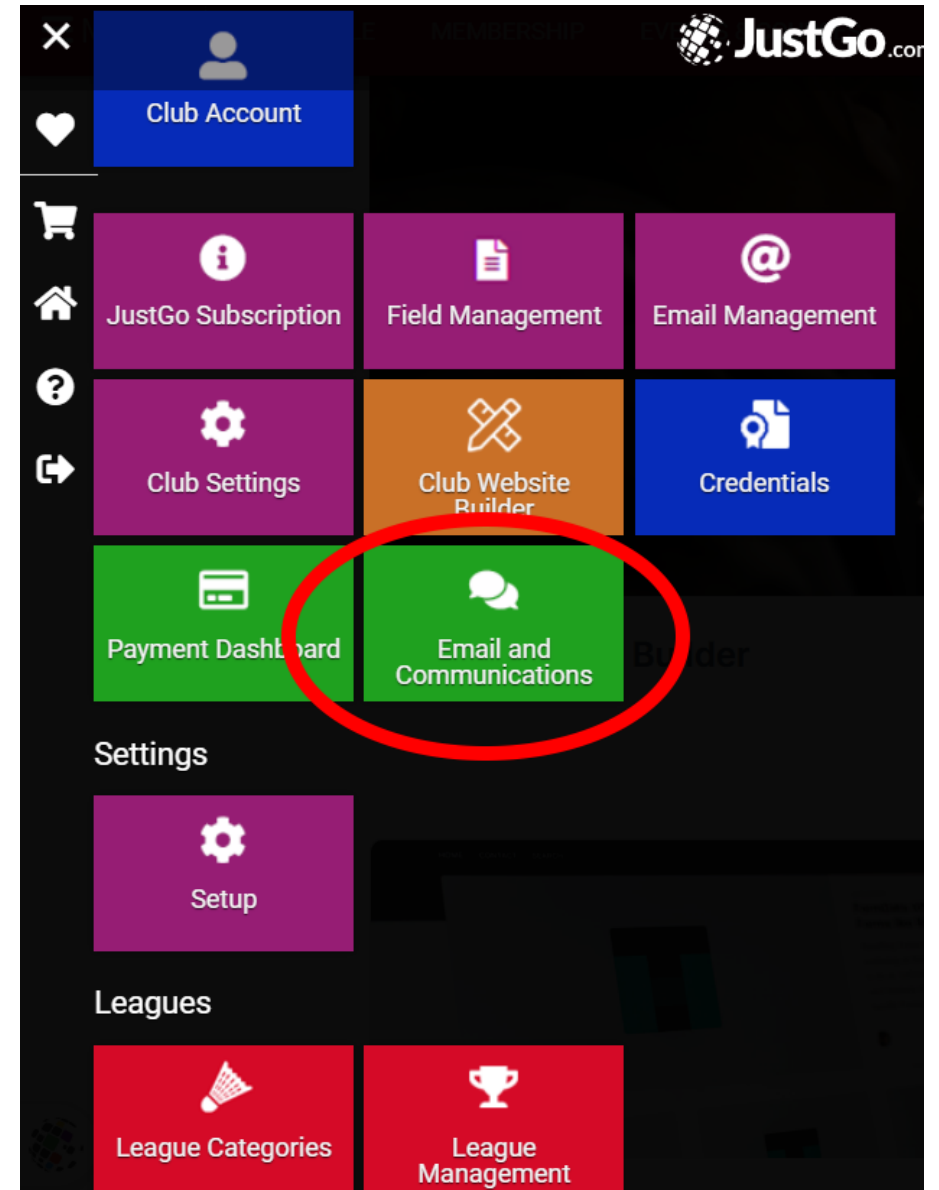 MEMBERSHIP
JustGo
Club Account
JustGo Subscription
Field Management
Email Management
Club Settings
Club Website
Builder
Credentials
Payment Dashboard
Email and
Communications
Builder
Settings
Setup
Leagues
League Categories
League
Management